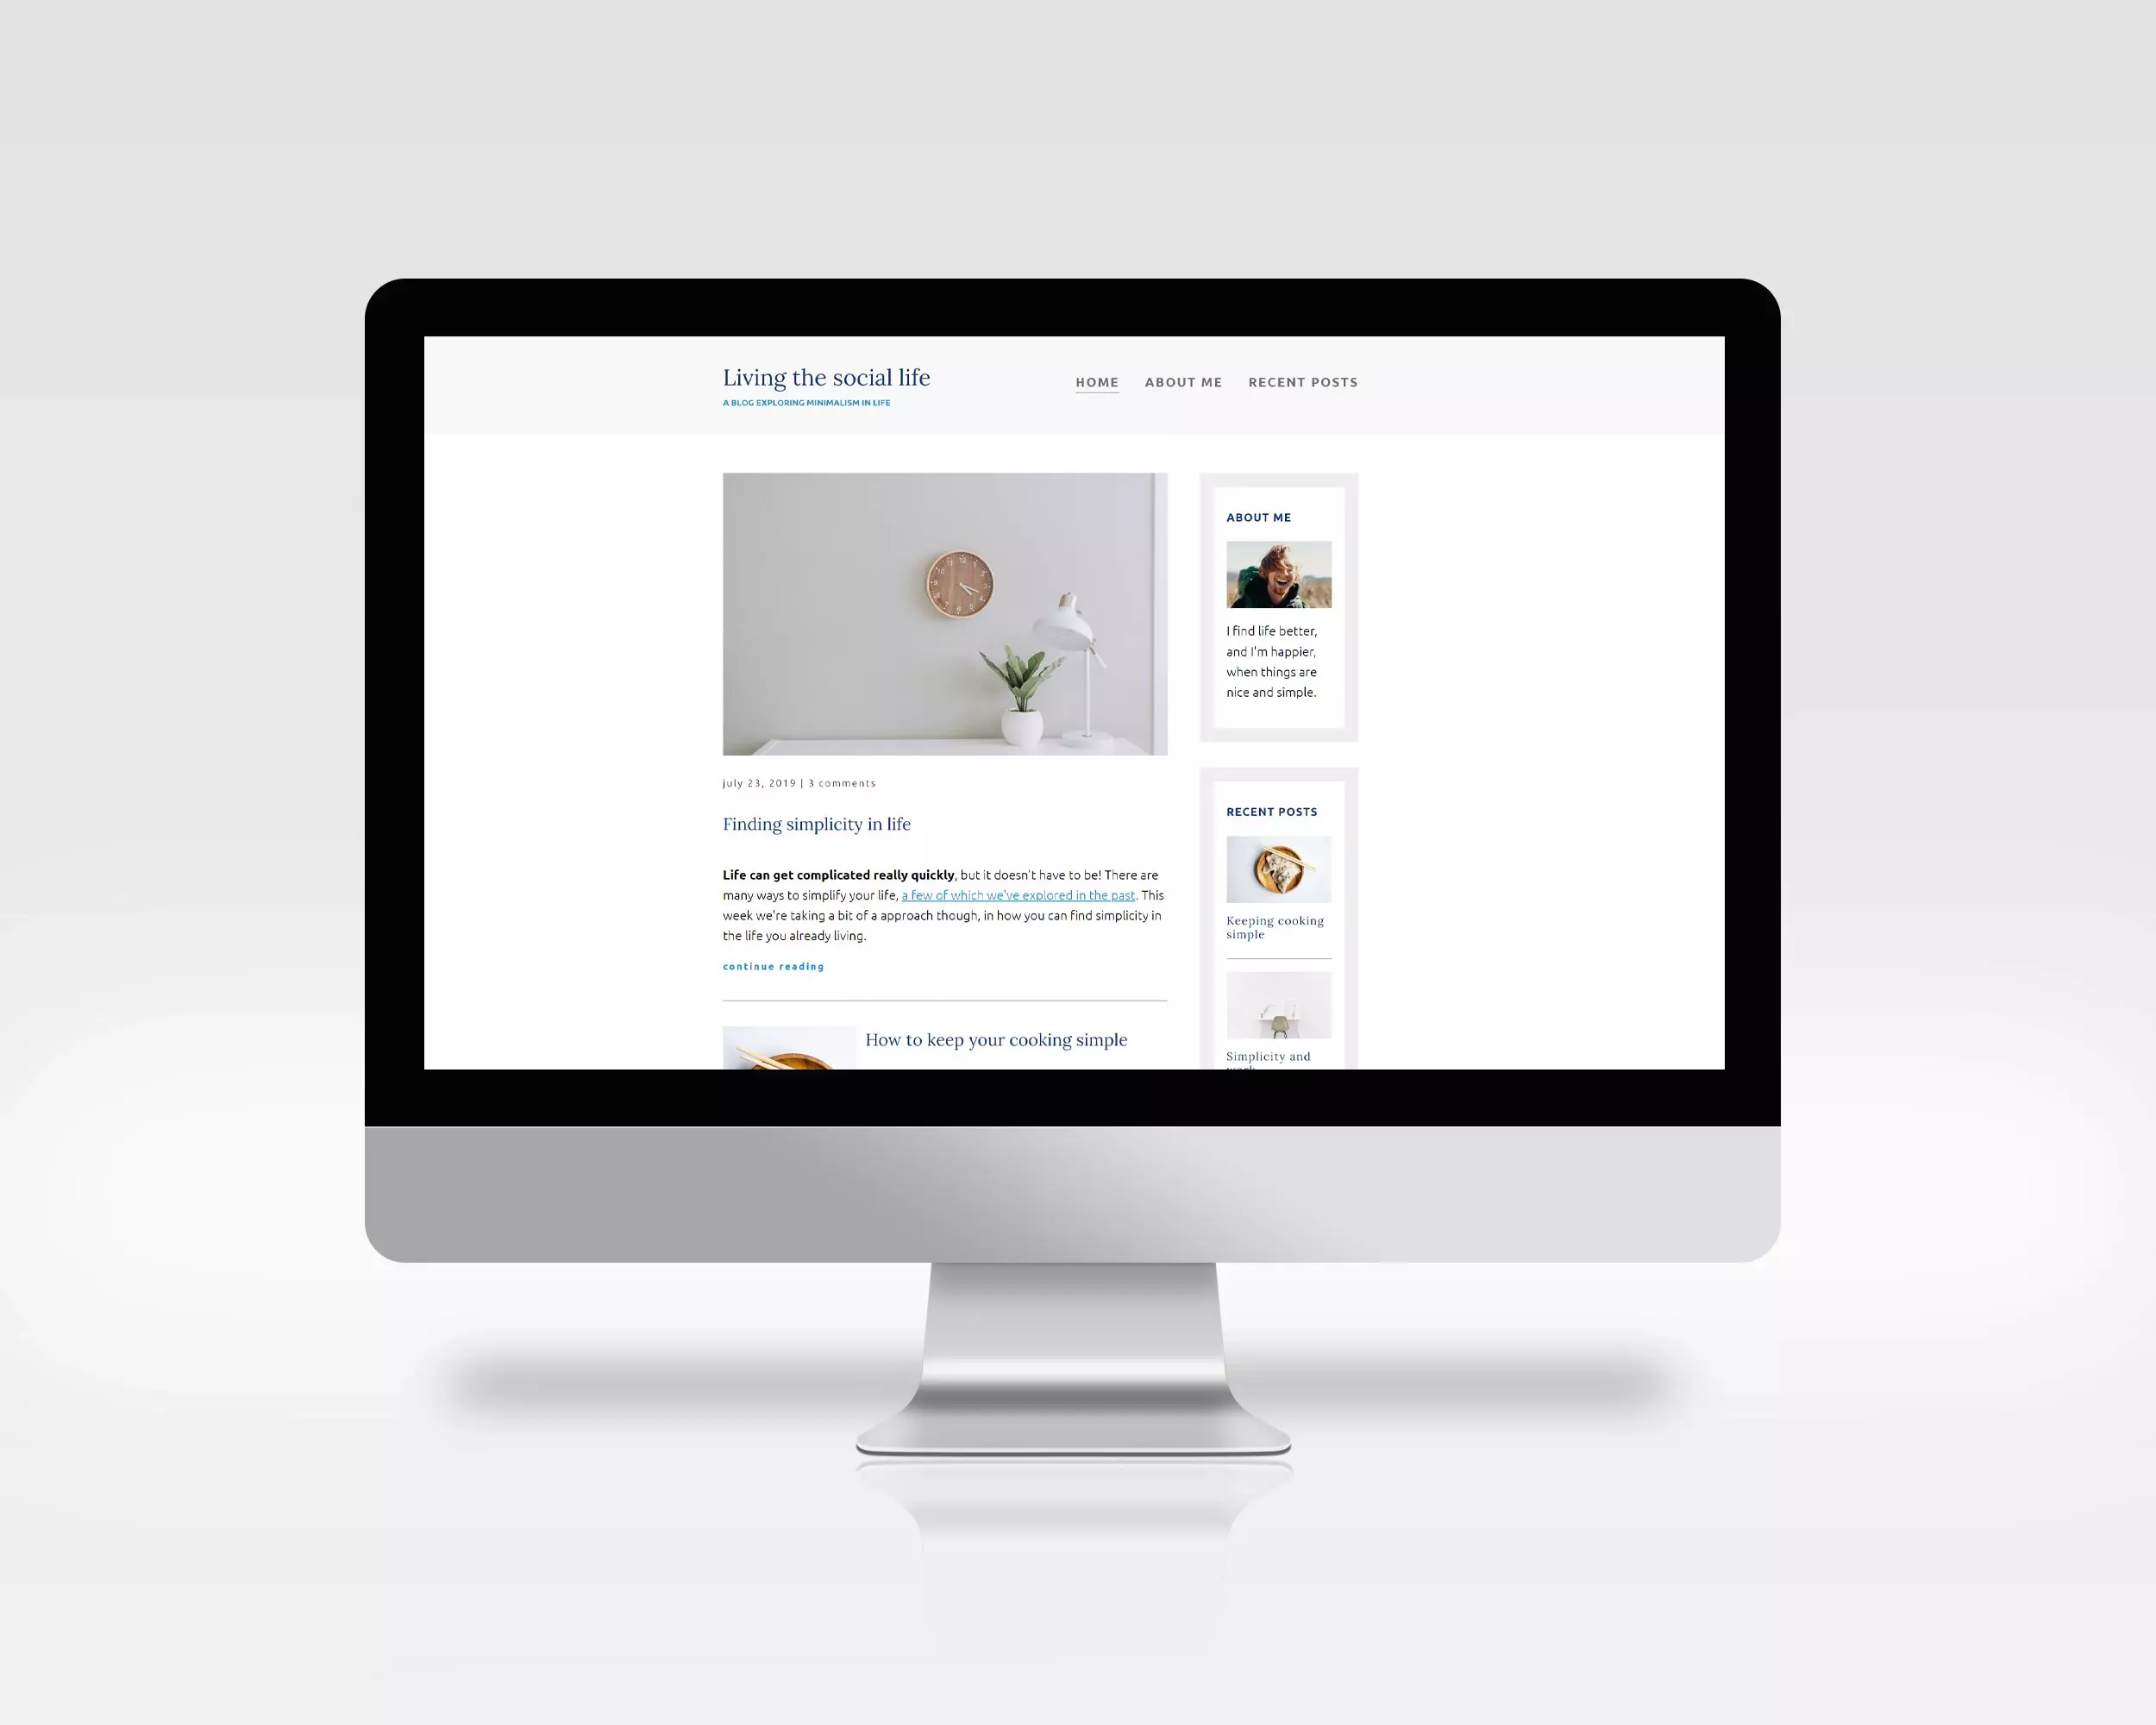 Living the social life
A BLOG EXPLORING MINIMALISM IN LIFE
HOME ABOUT ME RECENT POSTS
july 23, 2019 | 3 comments
Finding simplicity in life
Life can get complicated really quickly, but it doesn't have to be! There are
many ways to simplify your life, a few of which we've explored in the past. This
week we're taking a bit of a approach though, in how you can find simplicity in
the life you already living.
continue reading
How to keep your cooking simple
ABOUT ME
I find life better,
and I'm happier,
when things are
nice and simple.
RECENT POSTS
Keeping cooking
simple
Simplicity and